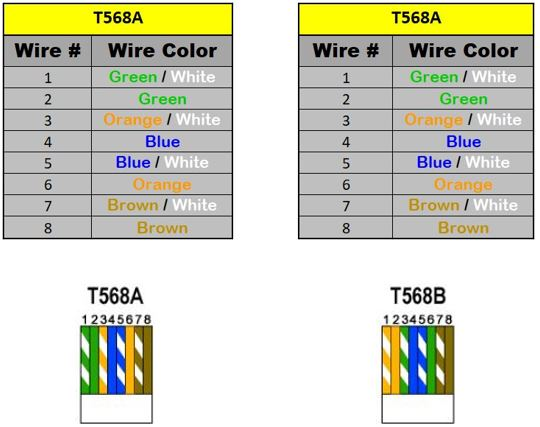 T568A
Wire # Wire Color
1 Green / White
2 Green
3 Orange / White
4 Blue
5 Blue / White
6 Orange
7 Brown / White
8 Brown
T568A
Wire # Wire Color
1 Green / White
2 Green
3 Orange / White
4 Blue
5 Blue / White
6 Orange
7 Brown / White
8 Brown
T568A
12345678
T568B
12345678